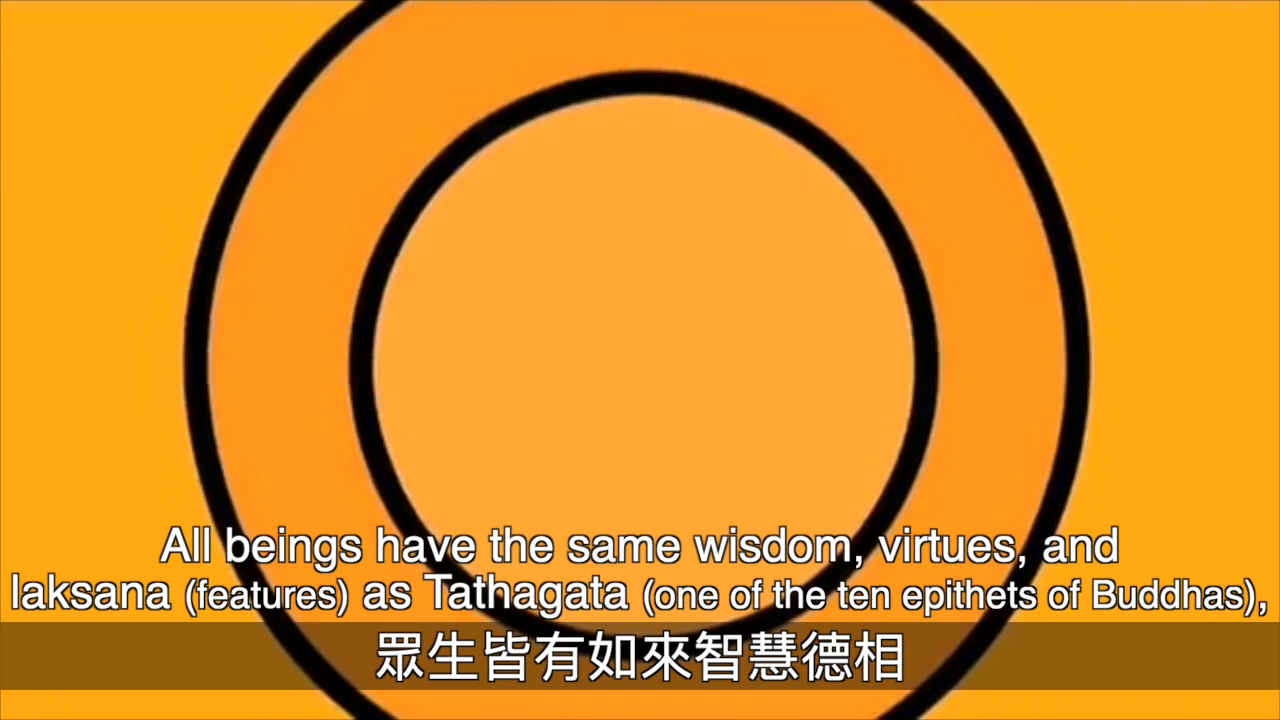 All beings have the same wisdom, virtues, and
laksana (features) as Tathagata (one of the ten epithets of Buddhas),
眾生皆有如來智慧德相